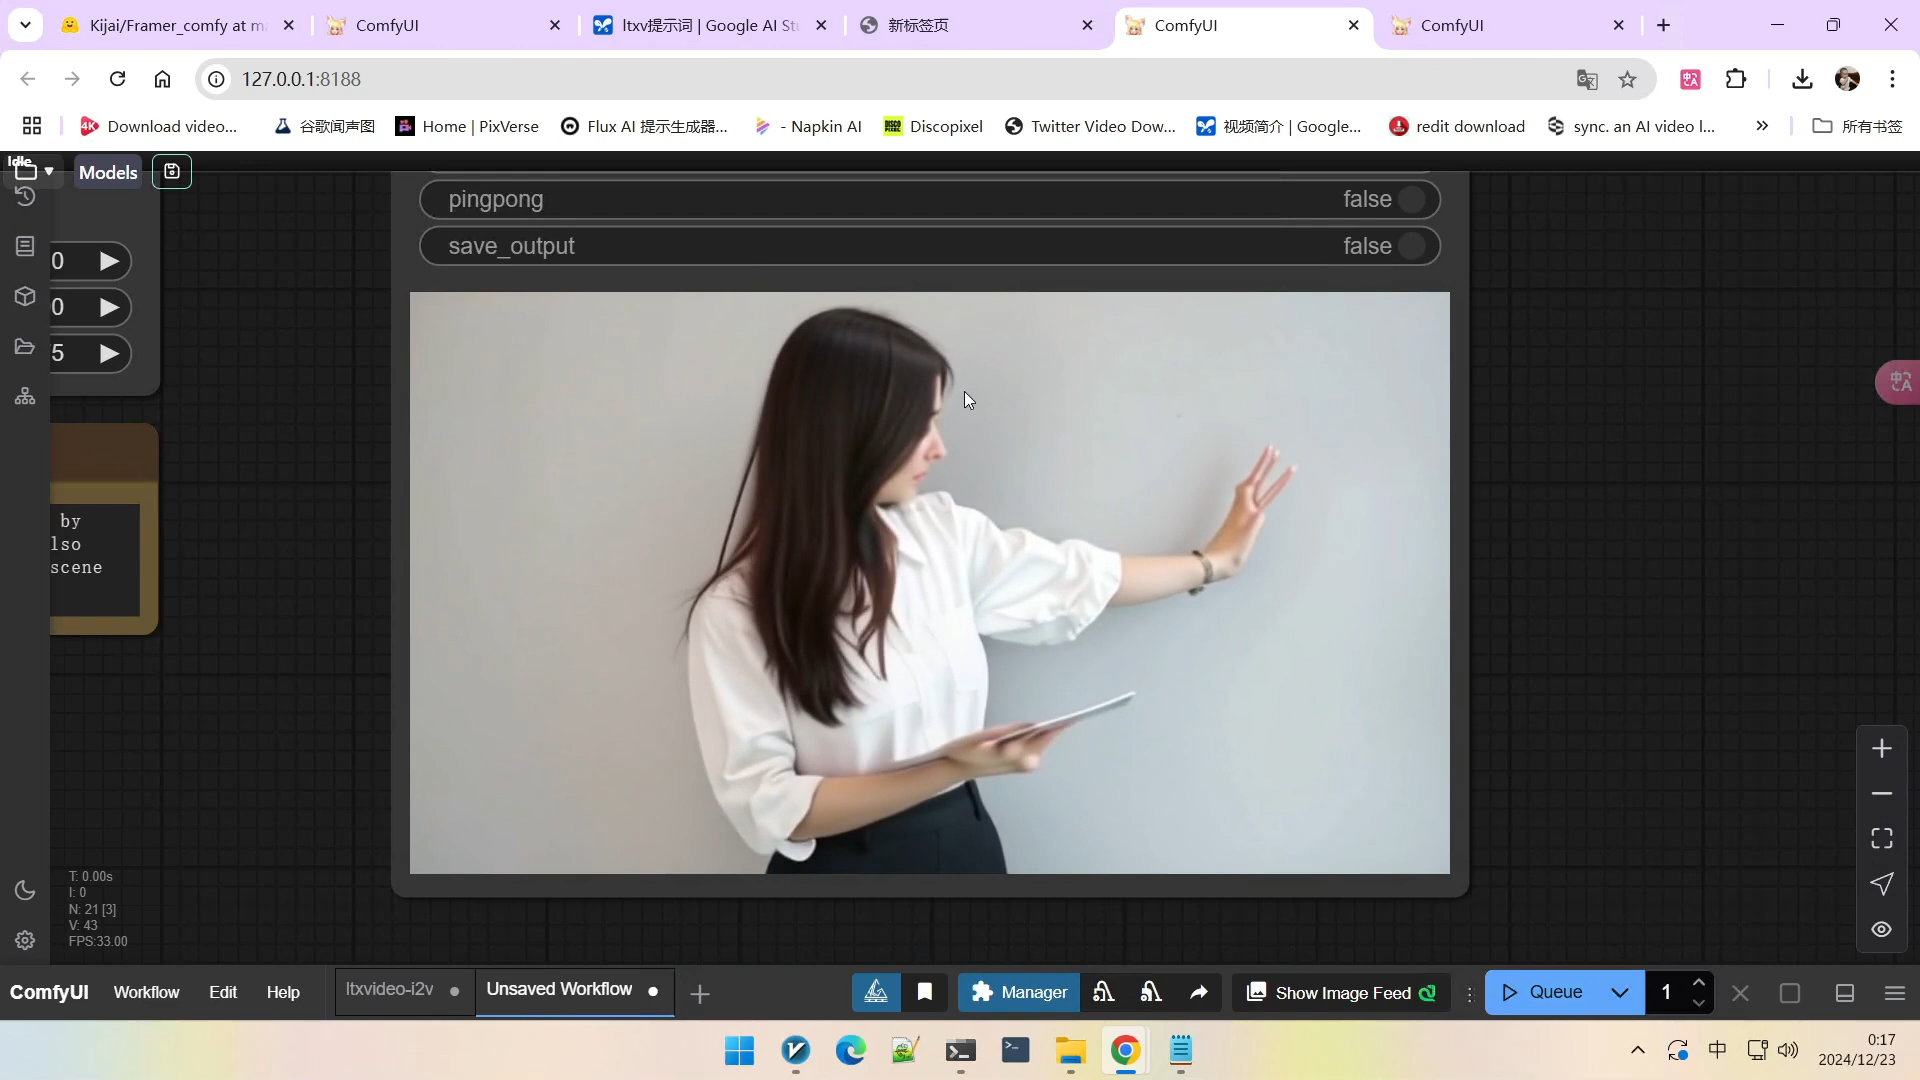 Kijai/Framer_comfy at m
ComfyUI
ltxv提示词 | Google AI St
新标签页
ComfyUI
ComfyUI
127.0.0.1:8188
Download video...
谷歌闻声图
Home | PixVerse
Flux AI 提示生成器...
- Napkin AI
Discopixel
Twitter Video Dow...
视频简介 | Google...
redit download
sync. an AI video l...
所有书签
Idle
Models
pingpong false
save_output false
0
0
5
by
lso
scene
T: 0.00s
I: 0
N: 21 [3]
V: 43
FPS:33.00
ComfyUI
Workflow
Edit
Help
ltxvideo-i2v
Unsaved Workflow
Manager
Show Image Feed
Queue
1
中
0:17
2024/12/23